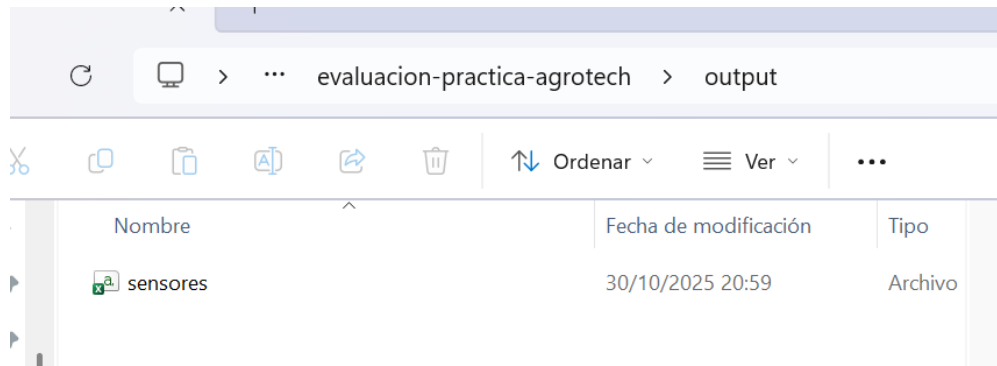 evaluacion-practica-agrotech > output
Ordenar Ver
Nombre Fecha de modificación Tipo
sensores 30/10/2025 20:59 Archivo